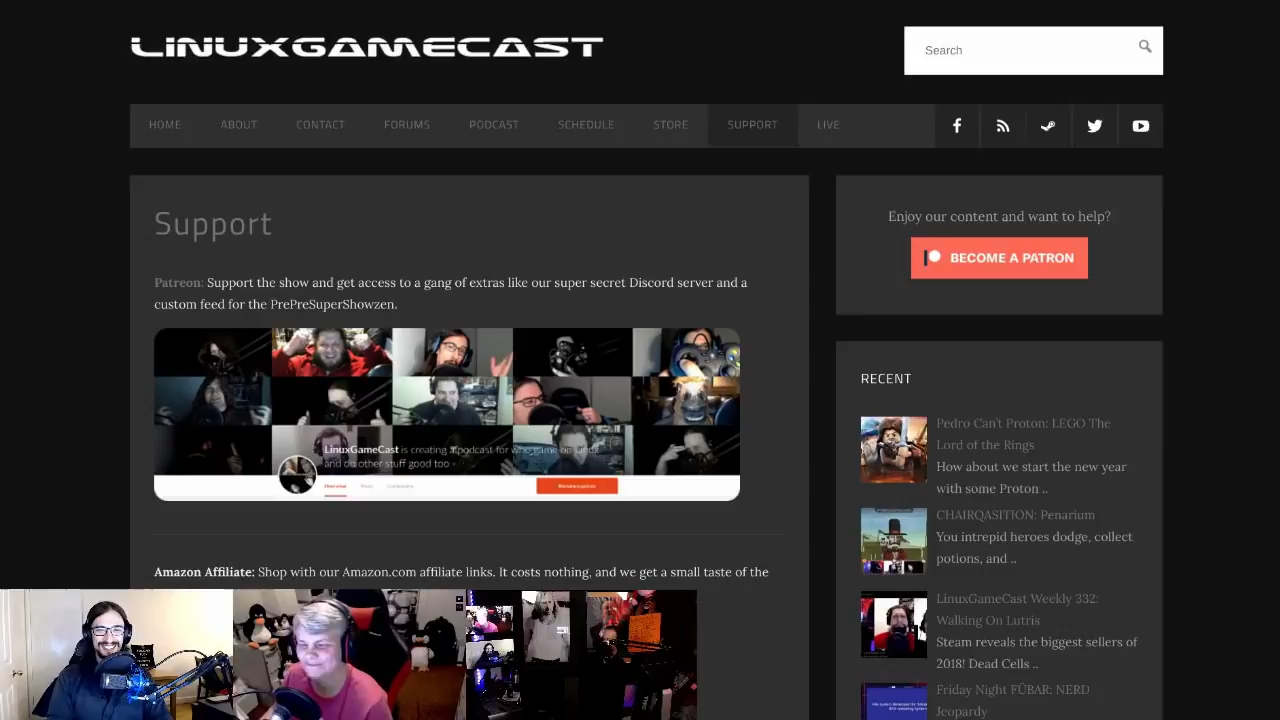 LINUXGAMECAST
Search
HOME ABOUT CONTACT FORUMS PODCAST SCHEDULE STORE SUPPORT LIVE
Support
Patreon: Support the show and get access to a gang of extras like our super secret Discord server and a
custom feed for the PrePreSuperShowzen.
LinuxGameCast is creating a podcast for who game on Linux
and do other stuff good too
Overview
Become a patron
Amazon Affiliate: Shop with our Amazon.com affiliate links. It costs nothing, and we get a small taste of the
Enjoy our content and want to help?
BECOME A PATRON
RECENT
Pedro Can't Proton: LEGO The
Lord of the Rings
How about we start the new year
with some Proton ..
CHAIRQASITION: Penarium
You intrepid heroes dodge, collect
potions, and ..
LinuxGameCast Weekly 332:
Walking On Lutris
Steam reveals the biggest sellers of
2018! Dead Cells ..
Friday Night FÜBAR: NERD
Jeopardy